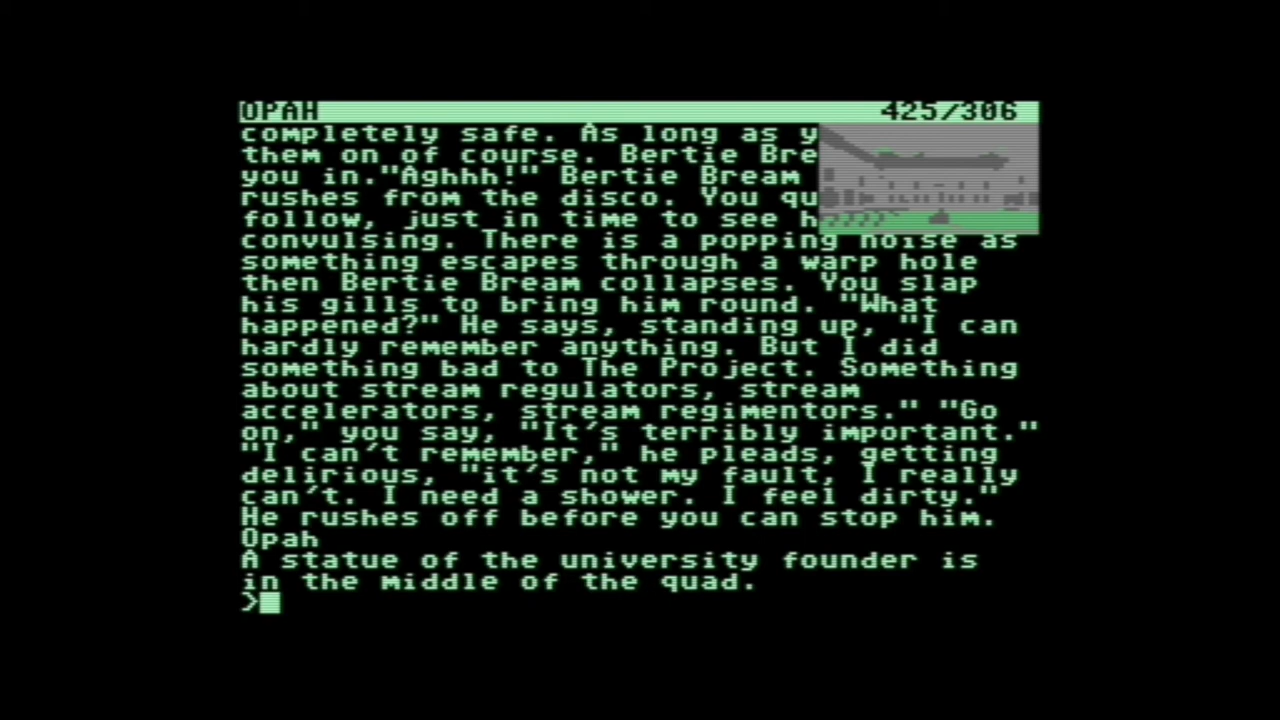 OPAH 425/306
completely safe. As long as y
them on of course. Bertie Bre
you in."Aghhh!" Bertie Bream
rushes from the disco. You qu
follow, just in time to see h
convulsing. There is a popping noise as
something escapes through a warp hole
then Bertie Bream collapses. You slap
his gills to bring him round. "What
happened?" He says, standing up, "I can
hardly remember anything. But I did
something bad to The Project. Something
about stream regulators, stream
accelerators, stream regimentors." "Go
on," you say, "It's terribly important."
"I can't remember," he pleads, getting
delirious, "it's not my fault, I really
can't. I need a shower. I feel dirty."
He rushes off before you can stop him.
Opah
A statue of the university founder is
in the middle of the quad.
>